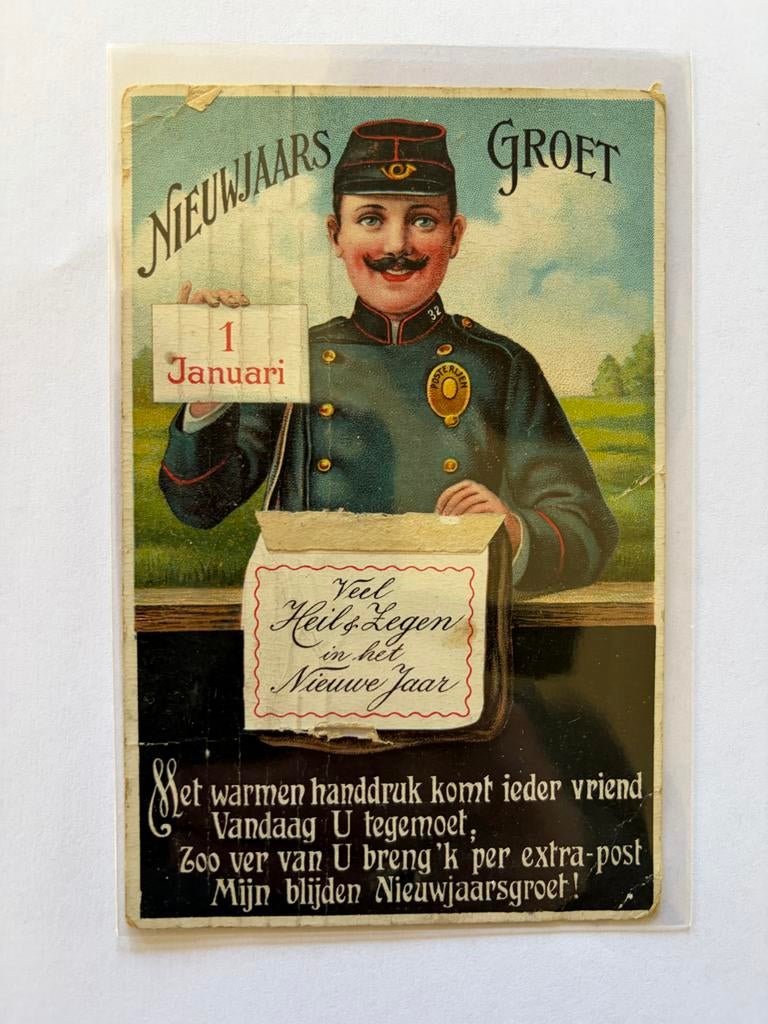 NIEUWJAARS GROET
32
1
Januari
POSTERIJEN
Veel
Heil & Zegen
in het
Nieuwe Jaar
Met warmen handdruk komt ieder vriend
Vandaag U tegemoet;
Zoo ver van U breng'k per extra-post
Mijn blijden Nieuwjaarsgroet!